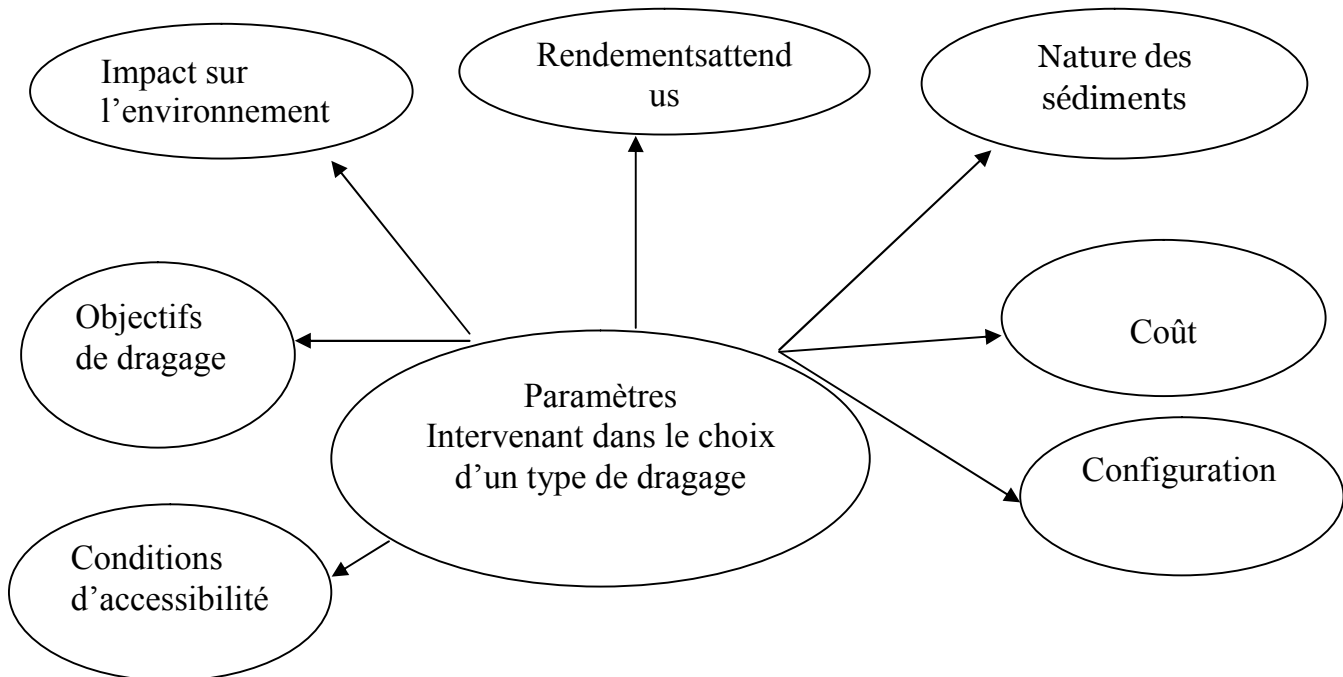 Impact sur
l’environnement
Rendementsattend
us
Nature des
sédiments
Objectifs
de dragage
Coût
Paramètres
Intervenant dans le choix
d’un type de dragage
Configuration
Conditions
d’accessibilité